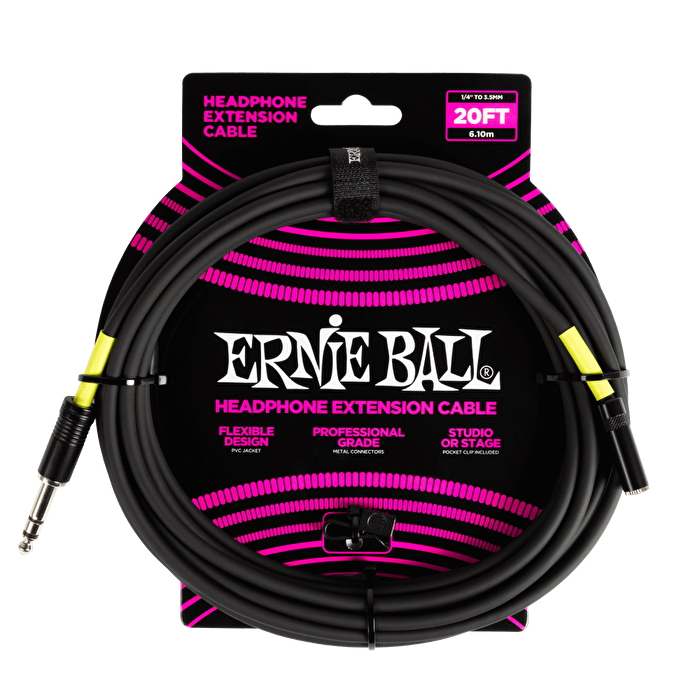 HEADPHONE
EXTENSION
CABLE
1/4" TO 3.5MM
20FT
6.10m
ERNIE BALL®
HEADPHONE EXTENSION CABLE
FLEXIBLE
DESIGN
PVC JACKET
PROFESSIONAL
GRADE
METAL CONNECTORS
STUDIO
OR STAGE
POCKET CLIP INCLUDED